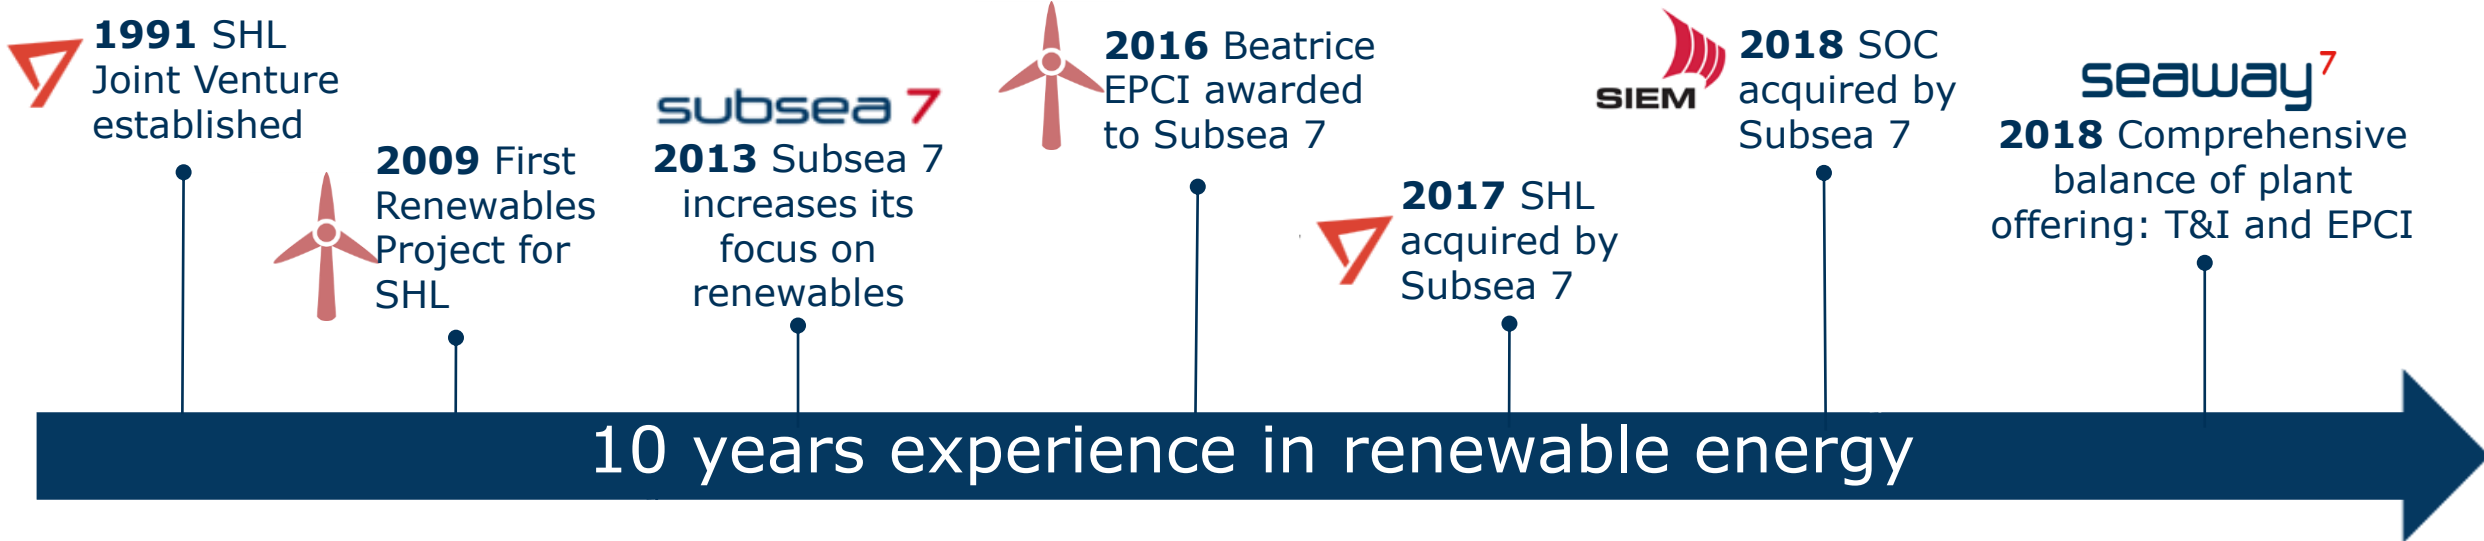 1991 SHL
Joint Venture
established
2009 First
Renewables
Project for
SHL
subsea 7
2013 Subsea 7
increases its
focus on
renewables
2016 Beatrice
EPCI awarded
to Subsea 7
2017 SHL
acquired by
Subsea 7
SIEM
2018 SOC
acquired by
Subsea 7
seaway 7
2018 Comprehensive
balance of plant
offering: T&I and EPCI
10 years experience in renewable energy